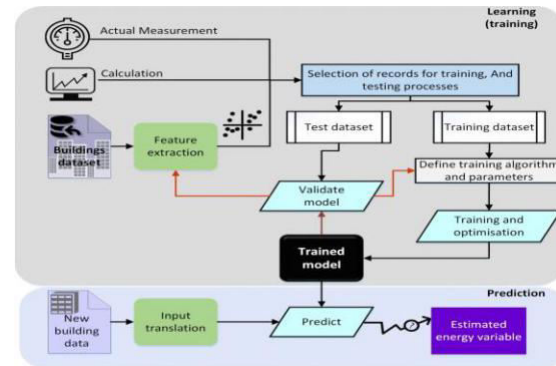 Learning
(training)
Actual Measurement
Calculation
Selection of records for training, And
testing processes
Buildings
dataset
Feature
extraction
Test dataset
Training dataset
Validate
model
Define training algorithm
and parameters
Training and
optimisation
Trained
model
Prediction
New
building
data
Input
translation
Predict
Estimated
energy variable